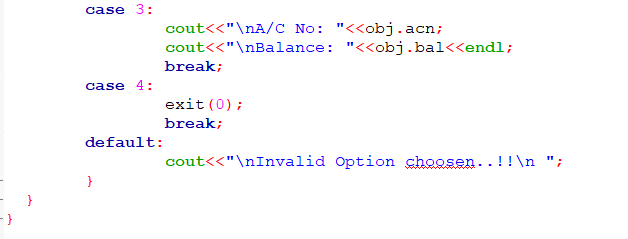 case 3:
cout<<"\nA/C No: "<<obj.acn;
cout<<"\nBalance: "<<obj.bal<<endl;
break;
case 4:
exit(0);
break;
default:
cout<<"\nInvalid Option choosen..!!\n ";
}
}
}